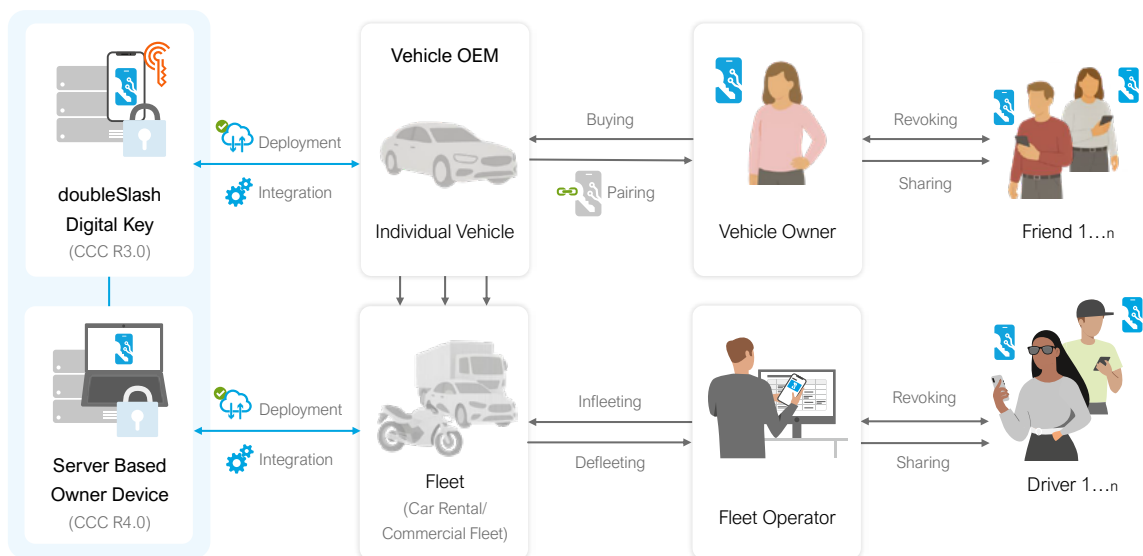 doubleSlash
Digital Key
(CCC R3.0)
Deployment
Integration
Vehicle OEM
Individual Vehicle
Buying
Pairing
Vehicle Owner
Revoking
Sharing
Friend 1...n
Server Based
Owner Device
(CCC R4.0)
Deployment
Integration
Fleet
(Car Rental/
Commercial Fleet)
Infleeting
Defleeting
Fleet Operator
Revoking
Sharing
Driver 1...n